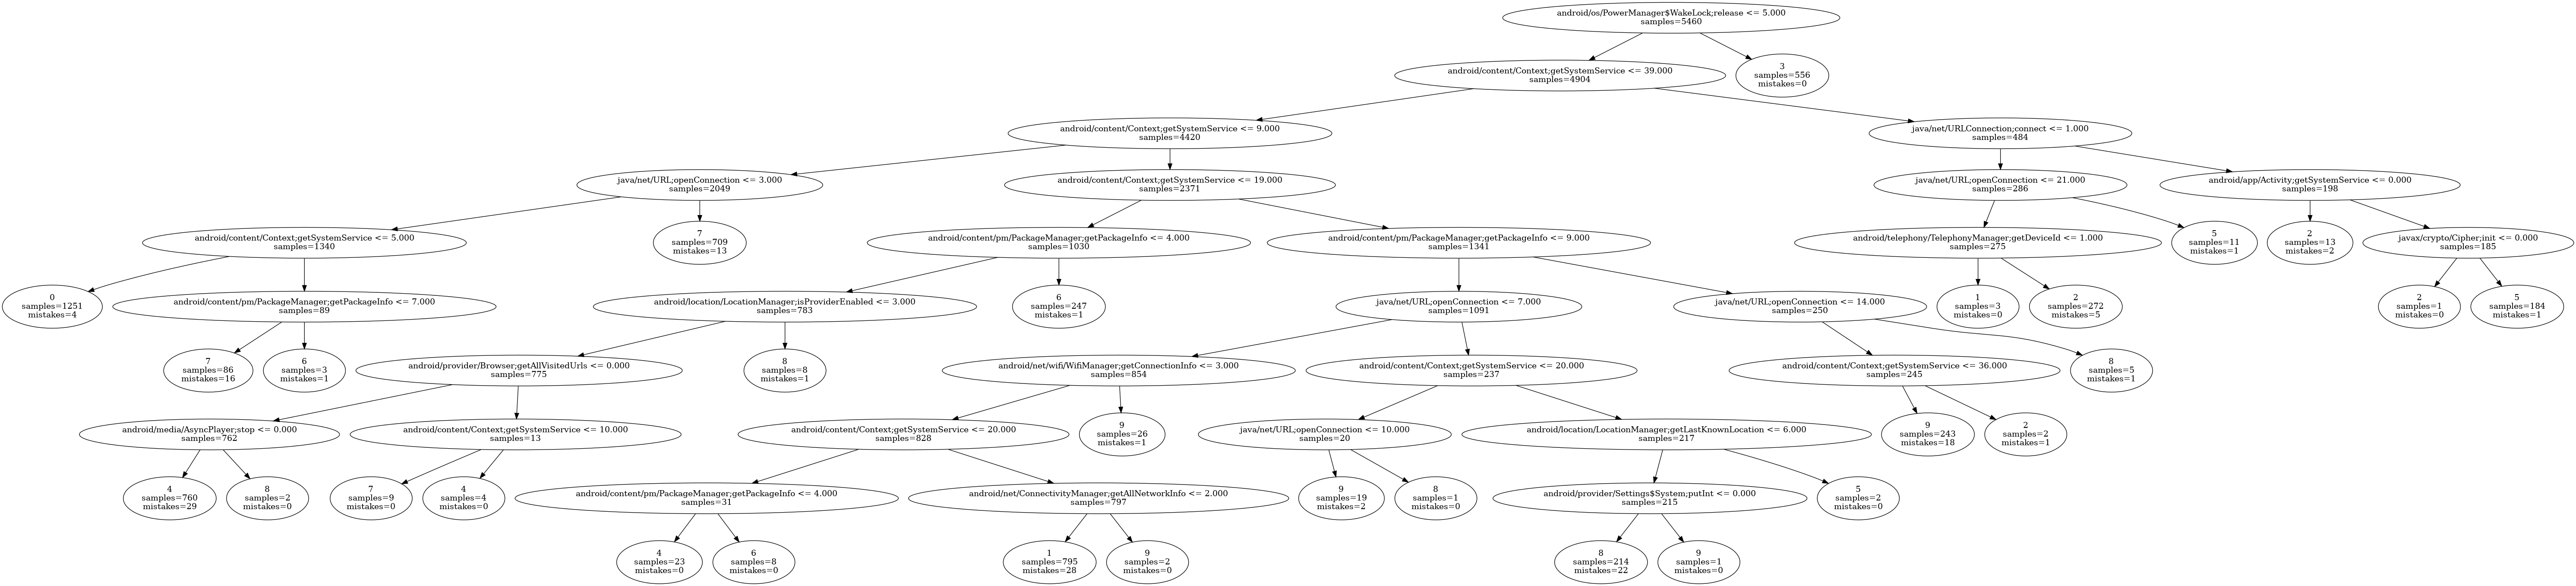 android/os/PowerManager$WakeLock;release <= 5.000
samples=5460
android/content/Context;getSystemService <= 39.000
samples=4904
3
samples=556
mistakes=0
android/content/Context;getSystemService <= 9.000
samples=4420
java/net/URLConnection;connect <= 1.000
samples=484
java/net/URL;openConnection <= 3.000
samples=2049
android/content/Context;getSystemService <= 19.000
samples=2371
java/net/URL;openConnection <= 21.000
samples=286
android/app/Activity;getSystemService <= 0.000
samples=198
android/content/Context;getSystemService <= 5.000
samples=1340
7
samples=709
mistakes=13
android/content/pm/PackageManager;getPackageInfo <= 4.000
samples=1030
android/content/pm/PackageManager;getPackageInfo <= 9.000
samples=1341
android/telephony/TelephonyManager;getDeviceId <= 1.000
samples=275
5
samples=11
mistakes=1
2
samples=13
mistakes=2
javax/crypto/Cipher;init <= 0.000
samples=185
0
samples=1251
mistakes=4
android/content/pm/PackageManager;getPackageInfo <= 7.000
samples=89
android/location/LocationManager;isProviderEnabled <= 3.000
samples=783
6
samples=247
mistakes=1
java/net/URL;openConnection <= 7.000
samples=1091
java/net/URL;openConnection <= 14.000
samples=250
1
samples=3
mistakes=0
2
samples=272
mistakes=5
2
samples=1
mistakes=0
5
samples=184
mistakes=1
7
samples=86
mistakes=16
6
samples=3
mistakes=1
android/provider/Browser;getAllVisitedUrls <= 0.000
samples=775
8
samples=8
mistakes=1
android/net/wifi/WifiManager;getConnectionInfo <= 3.000
samples=854
android/content/Context;getSystemService <= 20.000
samples=237
android/content/Context;getSystemService <= 36.000
samples=245
8
samples=5
mistakes=1
android/media/AsyncPlayer;stop <= 0.000
samples=762
android/content/Context;getSystemService <= 10.000
samples=13
android/content/Context;getSystemService <= 20.000
samples=828
9
samples=26
mistakes=1
java/net/URL;openConnection <= 10.000
samples=20
android/location/LocationManager;getLastKnownLocation <= 6.000
samples=217
9
samples=243
mistakes=18
2
samples=2
mistakes=1
4
samples=760
mistakes=29
8
samples=2
mistakes=0
7
samples=9
mistakes=0
4
samples=4
mistakes=0
android/content/pm/PackageManager;getPackageInfo <= 4.000
samples=31
android/net/ConnectivityManager;getAllNetworkInfo <= 2.000
samples=797
9
samples=19
mistakes=2
8
samples=1
mistakes=0
android/provider/Settings$System;putInt <= 0.000
samples=215
5
samples=2
mistakes=0
4
samples=23
mistakes=0
6
samples=8
mistakes=0
1
samples=795
mistakes=28
9
samples=2
mistakes=0
8
samples=214
mistakes=22
9
samples=1
mistakes=0